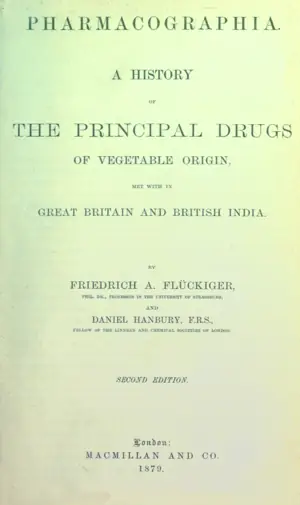 PHARMACOGRAPHIA.
A HISTORY
OF
THE PRINCIPAL DRUGS
OF VEGETABLE ORIGIN,
MET WITH IN
GREAT BRITAIN AND BRITISH INDIA.
BY
FRIEDRICH A. FLÜCKIGER,
PHIL. DR., PROFESSOR IN THE UNIVERSITY OF STRASSBURG,
AND
DANIEL HANBURY, F.R.S.,
FELLOW OF THE LINNEAN AND CHEMICAL SOCIETIES OF LONDON.
SECOND EDITION.
London:
MACMILLAN AND CO.
1879.